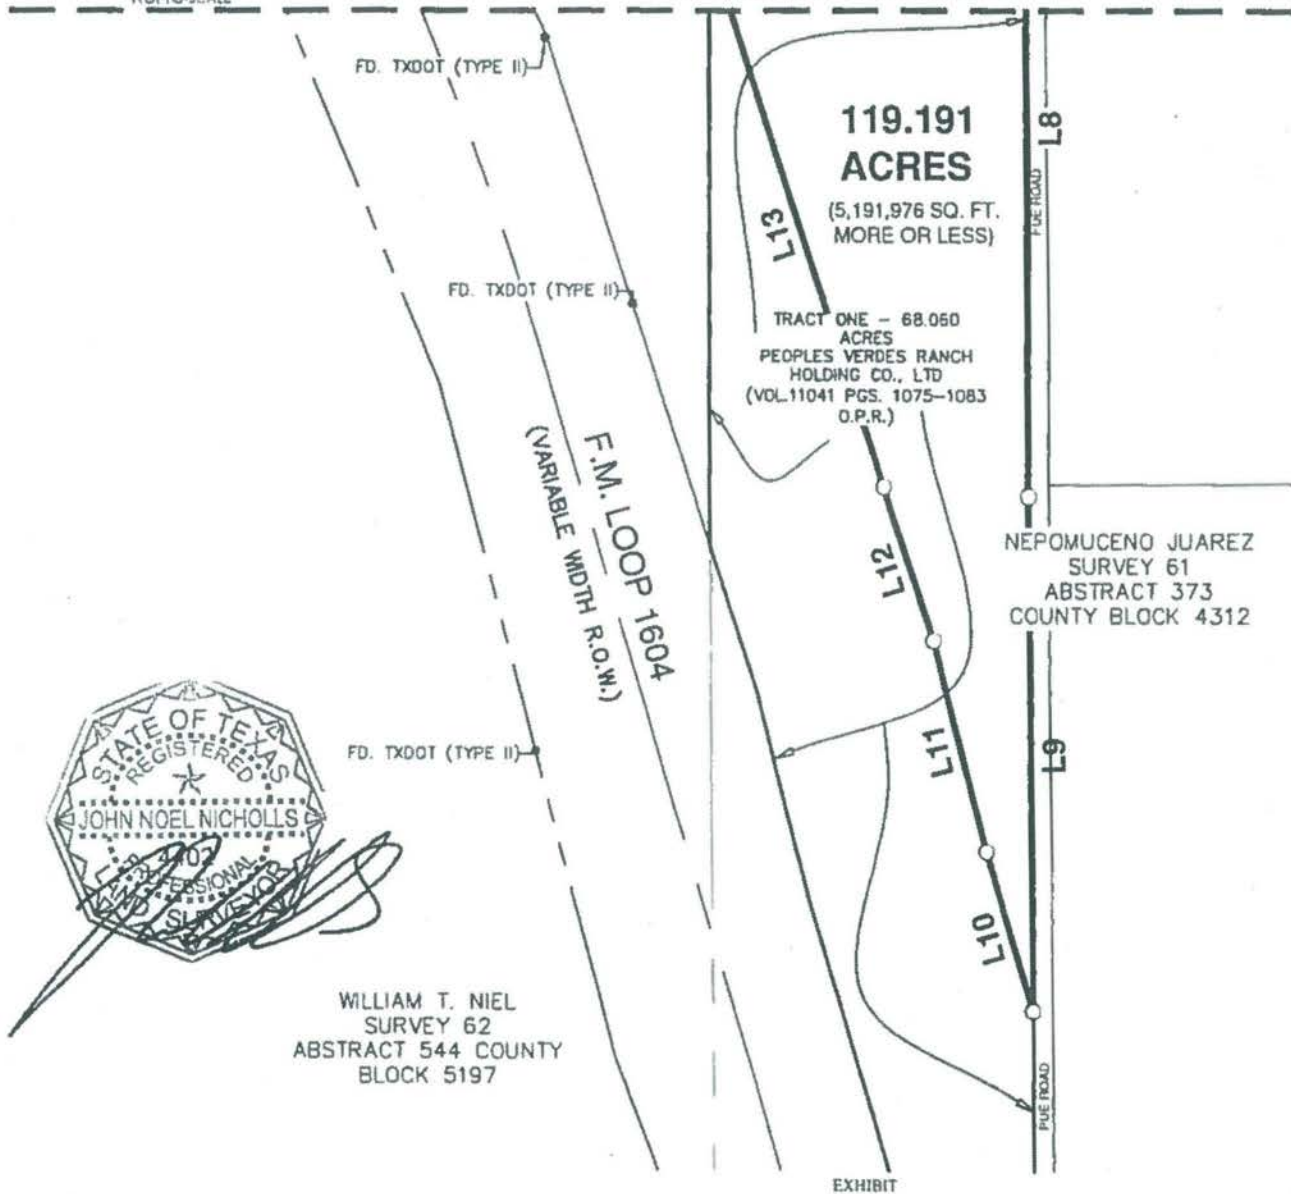 FD. TXDOT (TYPE II)
119.191
ACRES
(5,191,976 SQ. FT.
MORE OR LESS)
L8
PUE ROAD
L13
FD. TXDOT (TYPE II)
TRACT ONE – 68.060
ACRES
PEOPLES VERDES RANCH
HOLDING CO., LTD
(VOL.11041 PGS. 1075–1083
O.P.R.)
F.M. LOOP 1604
(VARIABLE WIDTH R.O.W.)
L12
NEPOMUCENO JUAREZ
SURVEY 61
ABSTRACT 373
COUNTY BLOCK 4312
FD. TXDOT (TYPE II)
L11
L9
STATE OF TEXAS
REGISTERED
JOHN NOEL NICHOLLS
4402
PROFESSIONAL
LAND SURVEYOR
L10
WILLIAM T. NIEL
SURVEY 62
ABSTRACT 544 COUNTY
BLOCK 5197
PUE ROAD
EXHIBIT